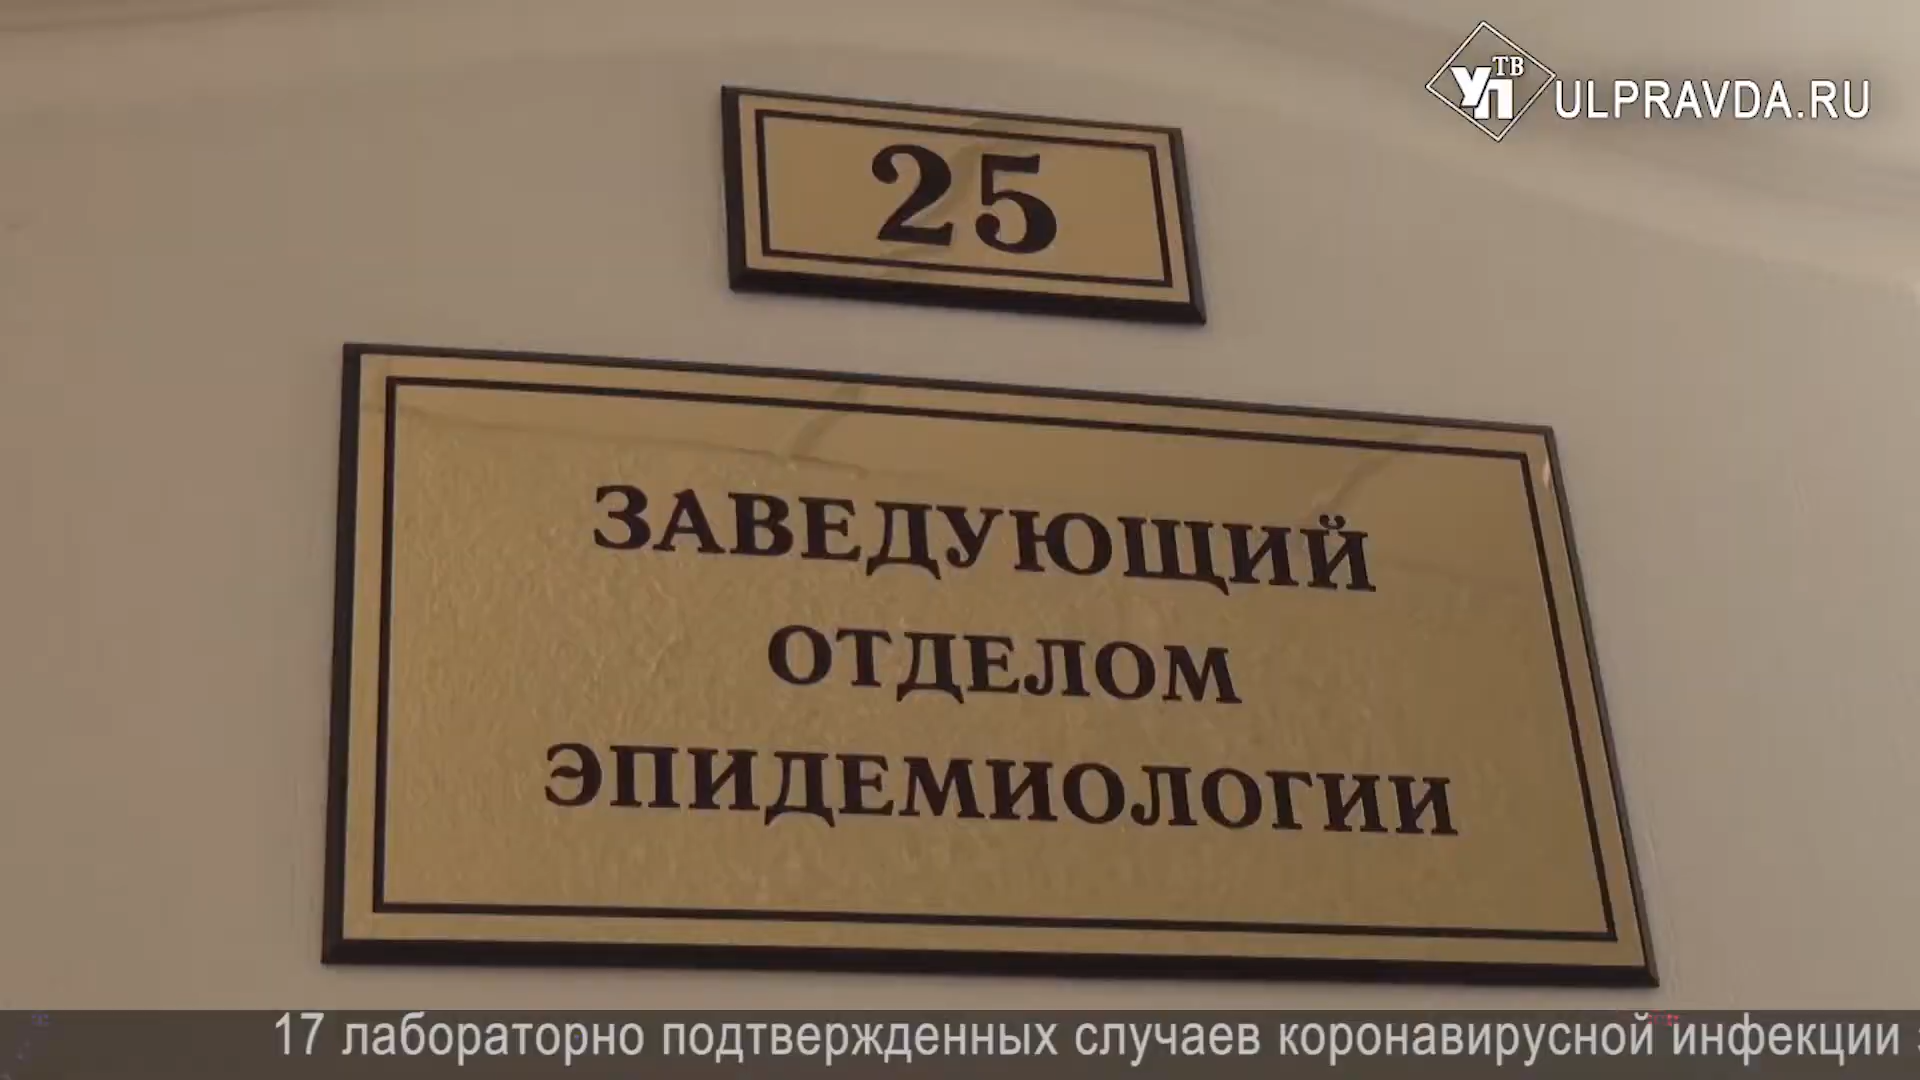 ТВ
УП ULPRAVDA.RU
25
ЗАВЕДУЮЩИЙ
ОТДЕЛОМ
ЭПИДЕМИОЛОГИИ
17 лабораторно подтвержденных случаев коронавирусной инфекции